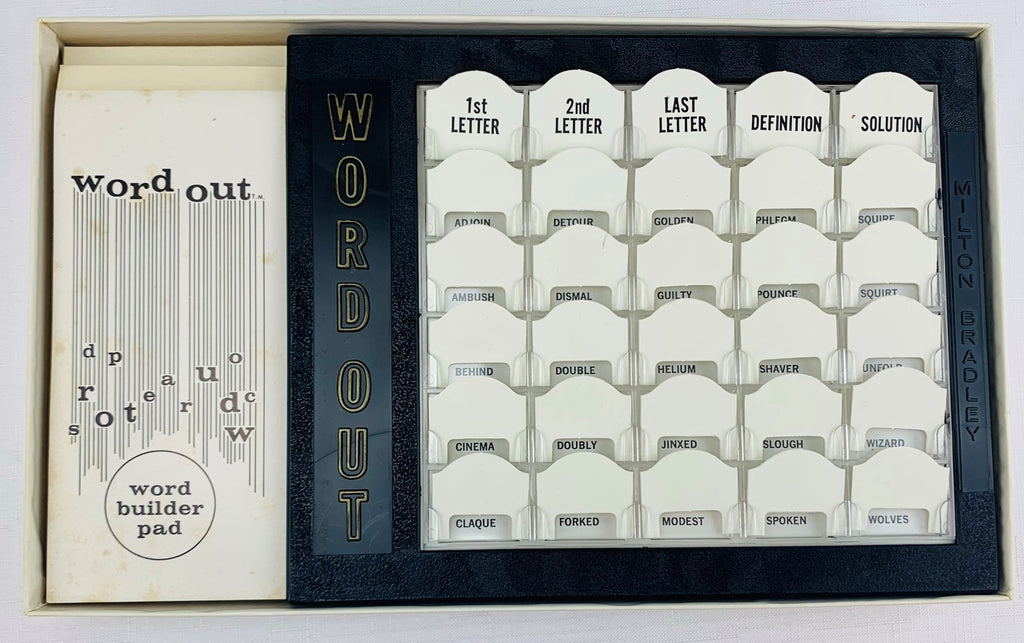 word out T.M.
d p o
r a u
s o t e r d c
w
word
builder
pad
WORD OUT
1st
LETTER
2nd
LETTER
LAST
LETTER
DEFINITION
SOLUTION
ADJOIN DETOUR GOLDEN PHLEGM SQUIRE
AMBUSH DISMAL GUILTY POUNCE SQUIRT
BEHIND DOUBLE HELIUM SHAVER UNFOLD
CINEMA DOUBLY JINXED SLOUGH WIZARD
CLAQUE FORKED MODEST SPOKEN WOLVES
MILTON BRADLEY